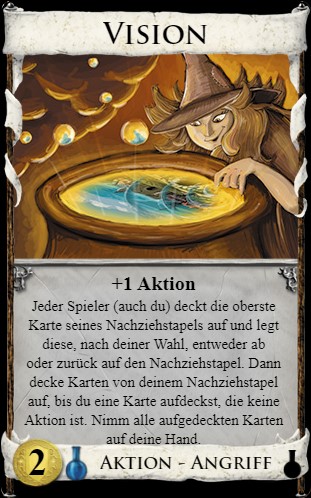 VISION
+1 Aktion
Jeder Spieler (auch du) deckt die oberste
Karte seines Nachziehstapels auf und legt
diese, nach deiner Wahl, entweder ab
oder zurück auf den Nachziehstapel. Dann
decke Karten von deinem Nachziehstapel
auf, bis du eine Karte aufdeckst, die keine
Aktion ist. Nimm alle aufgedeckten Karten
auf deine Hand.
2 AKTION - ANGRIFF